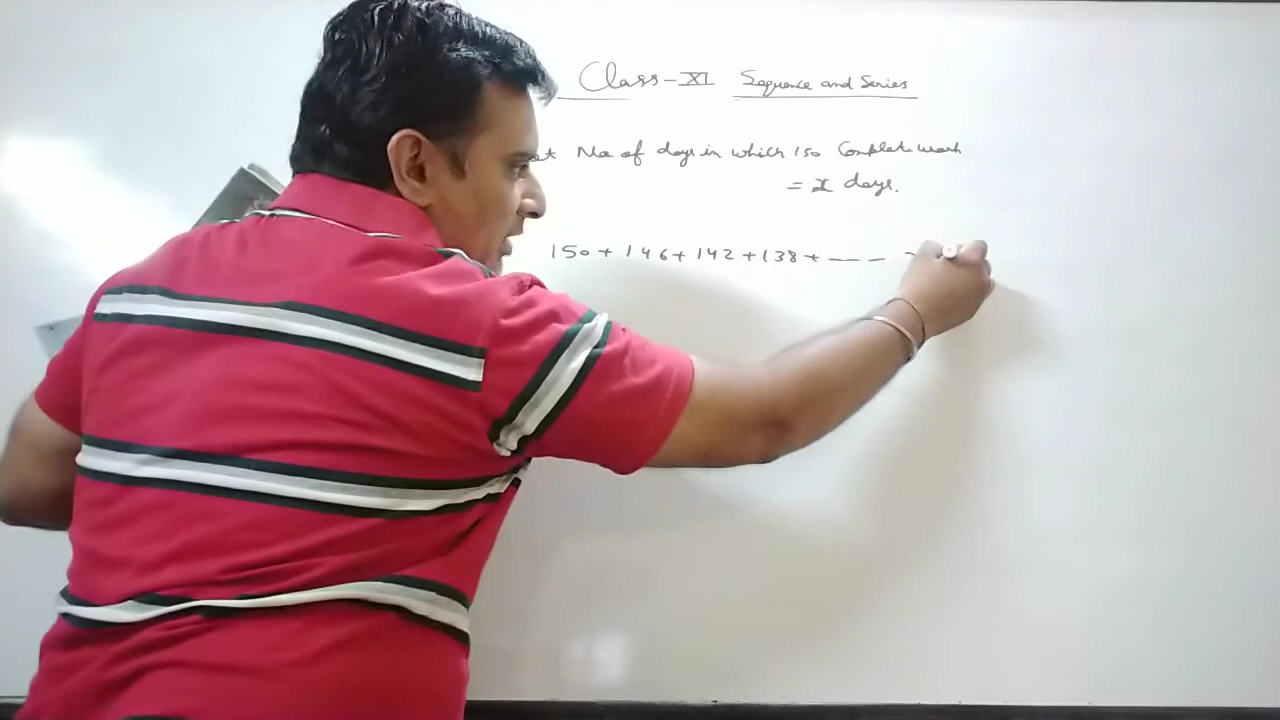 Class-XI Sequence and Series
No of days in which 150 Complete work
= x days.
150 + 146 + 142 + 138 + — —